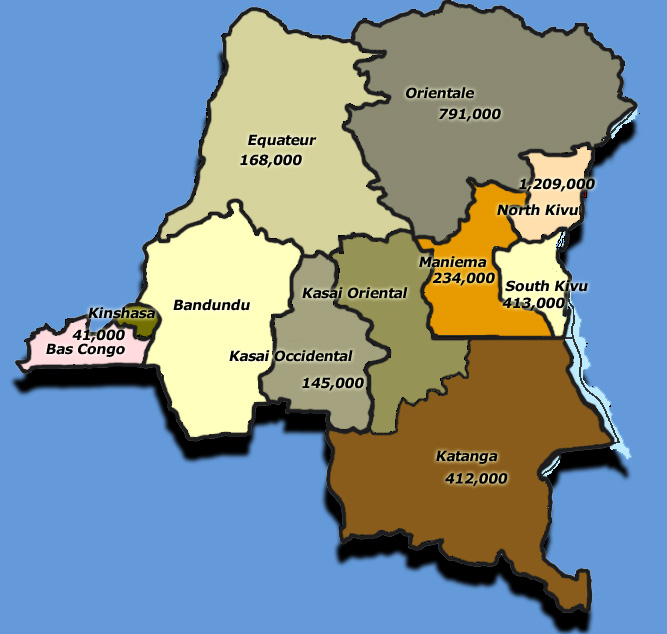 Orientale
791,000
Equateur
168,000
1,209,000
North Kivu
Maniema
234,000
South Kivu
413,000
Kasai Oriental
Bandundu
Kinshasa
41,000
Bas Congo
Kasai Occidental
145,000
Katanga
412,000